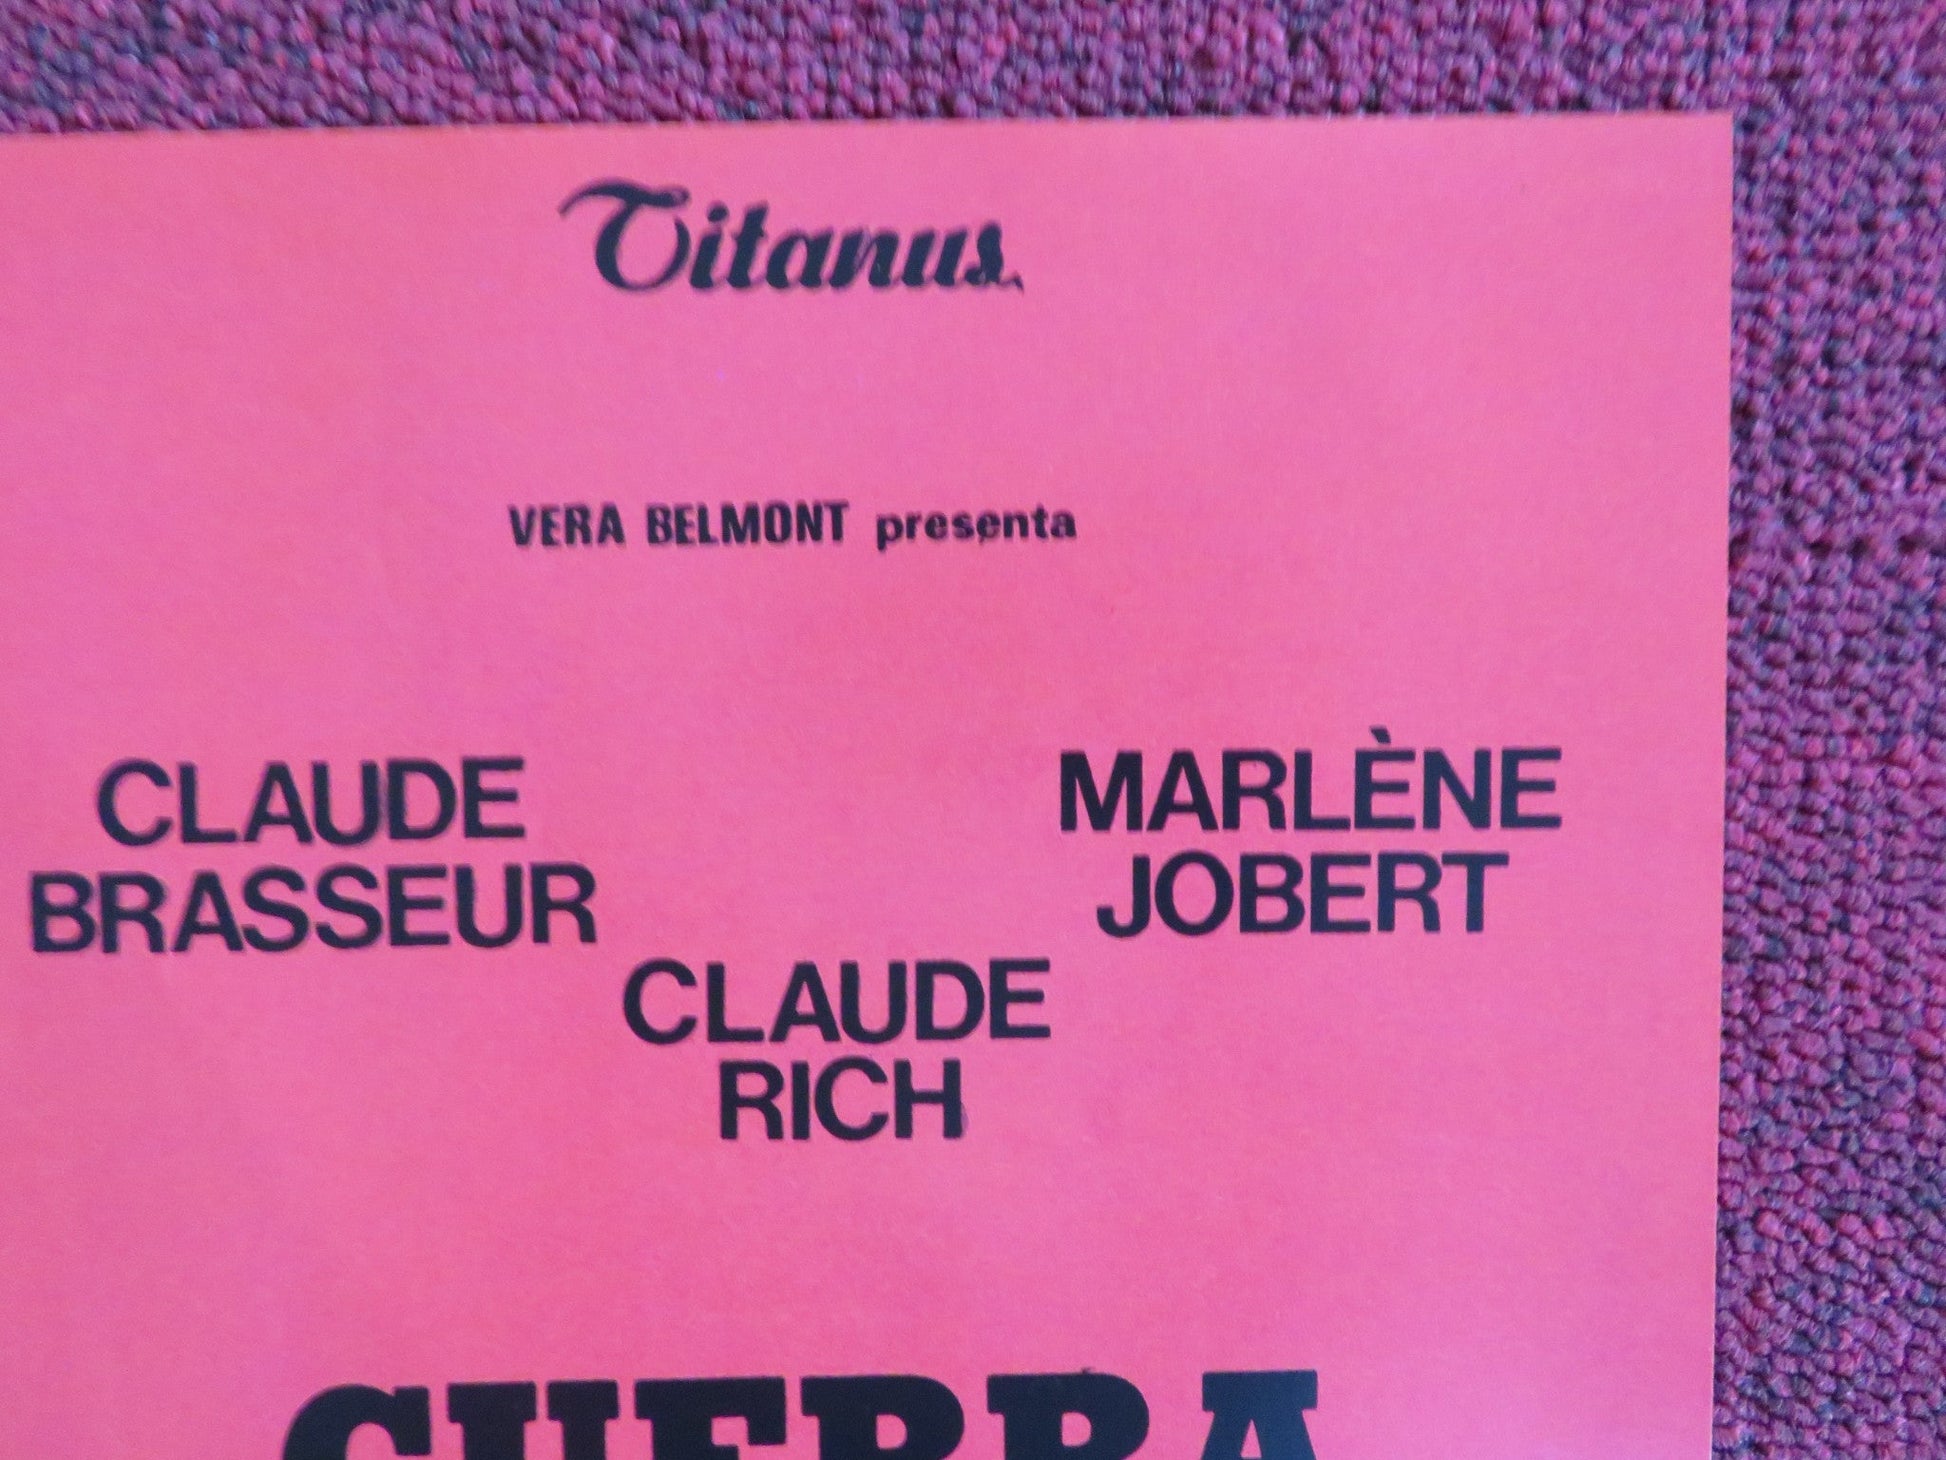 Titanus.
VERA BELMONT presenta
CLAUDE
BRASSEUR
MARLÈNE
JOBERT
CLAUDE
RICH